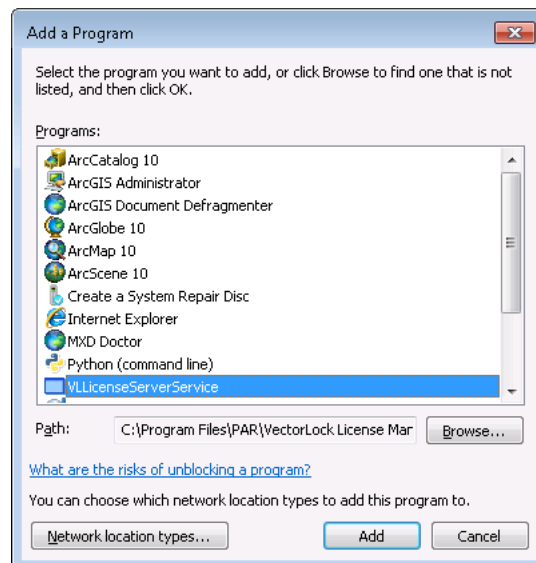 Add a Program
Select the program you want to add, or click Browse to find one that is not
listed, and then click OK.
Programs:
ArcCatalog 10
ArcGIS Administrator
ArcGIS Document Defragmenter
ArcGlobe 10
ArcMap 10
ArcScene 10
Create a System Repair Disc
Internet Explorer
MXD Doctor
Python (command line)
VLLicenseServerService
Path: C:\Program Files\PAR\VectorLock License Mar Browse...
What are the risks of unblocking a program?
You can choose which network location types to add this program to.
Network location types... Add Cancel